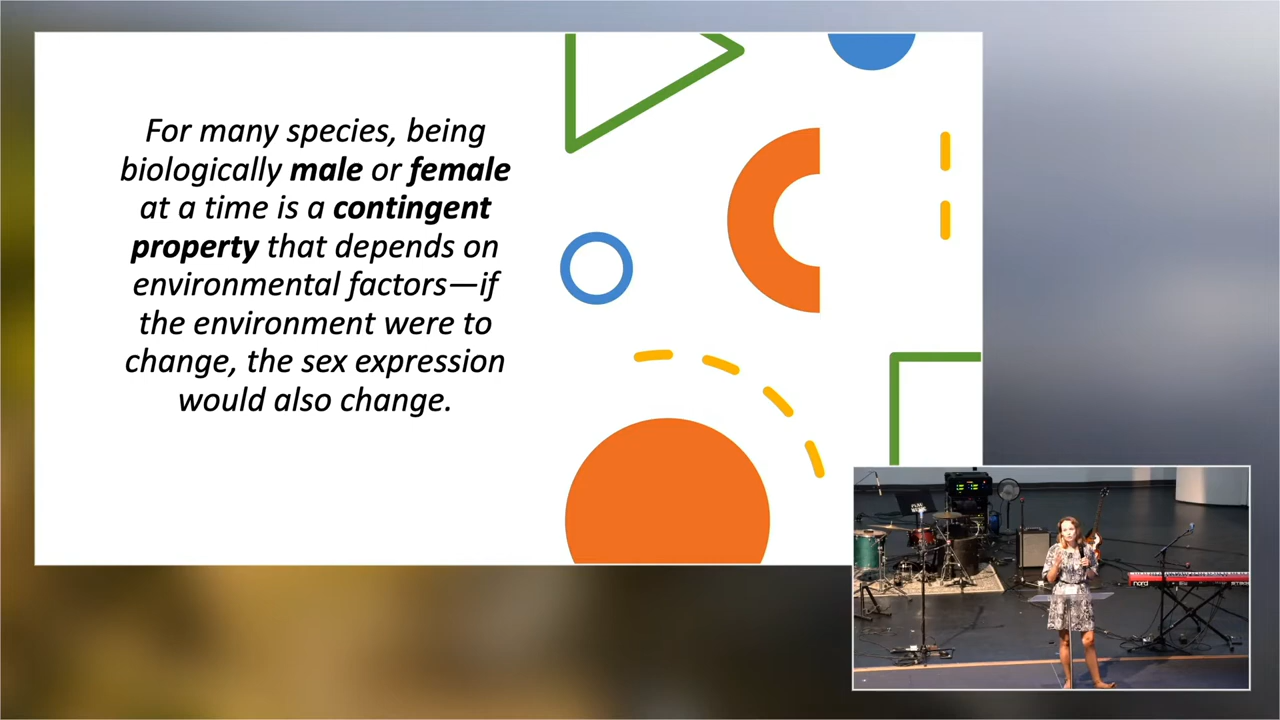 For many species, being
biologically male or female
at a time is a contingent
property that depends on
environmental factors—if
the environment were to
change, the sex expression
would also change.
nord